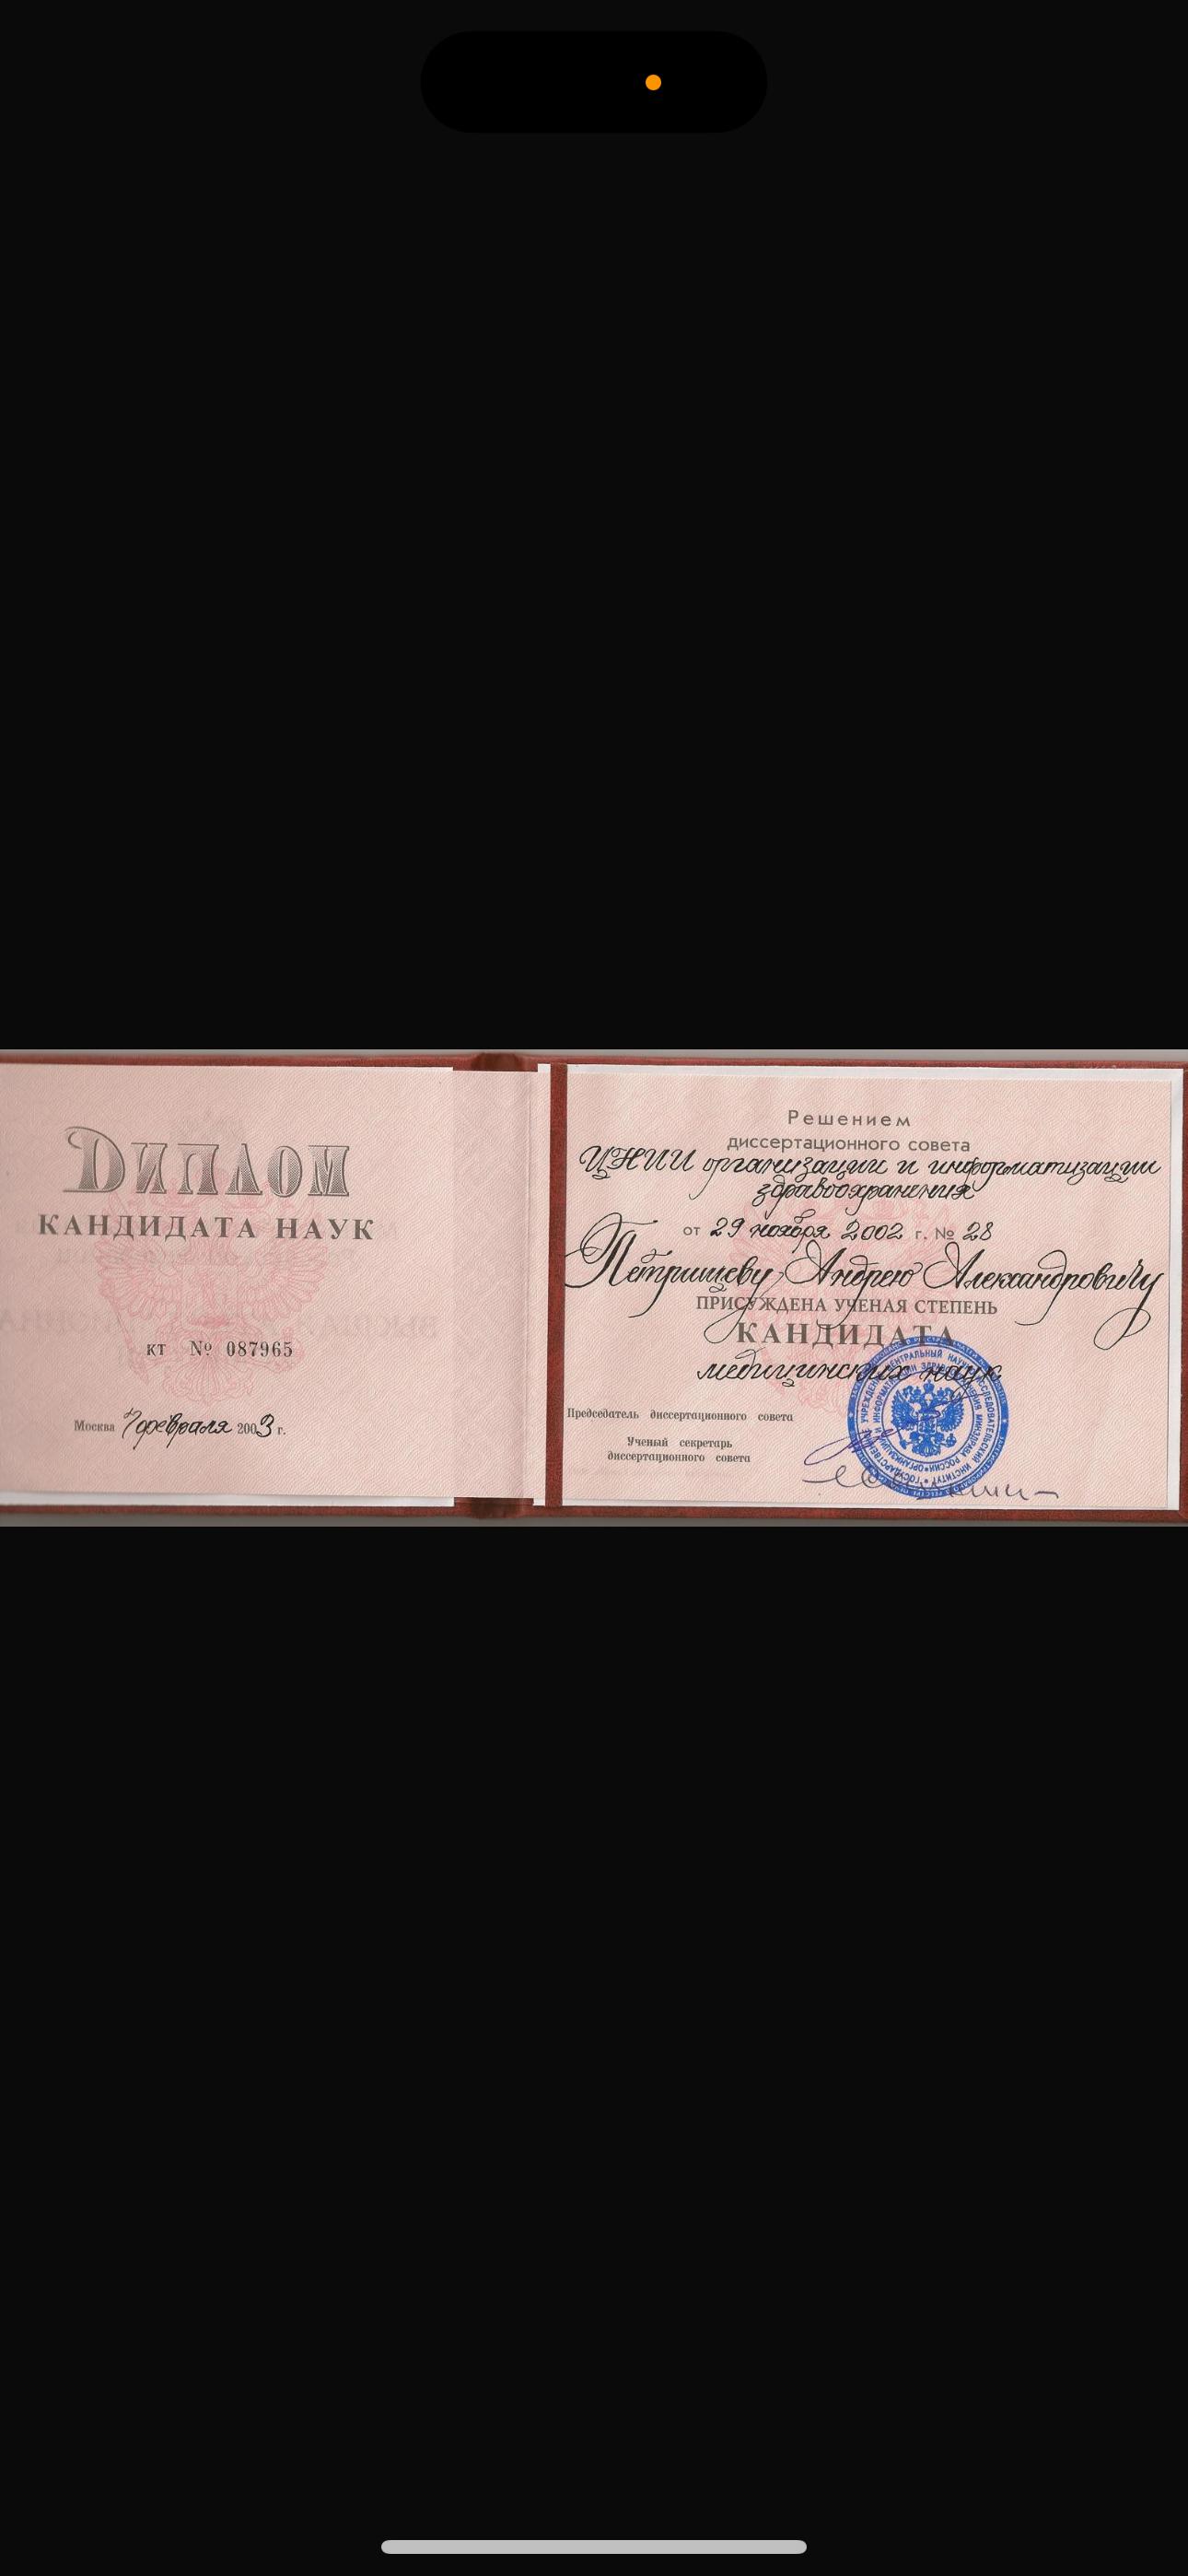 Диплом
КАНДИДАТА НАУК
КТ № 087965
Москва 7 февраля 2003 г.
Решением
диссертационного совета
ЦНИИ организации и информатизации
здравоохранения
от 29 ноября 2002 г. № 28
Петрищеву Андрею Александровичу
ПРИСУЖДЕНА УЧЕНАЯ СТЕПЕНЬ
КАНДИДАТА
медицинских наук
Председатель диссертационного совета
Ученый секретарь
диссертационного совета